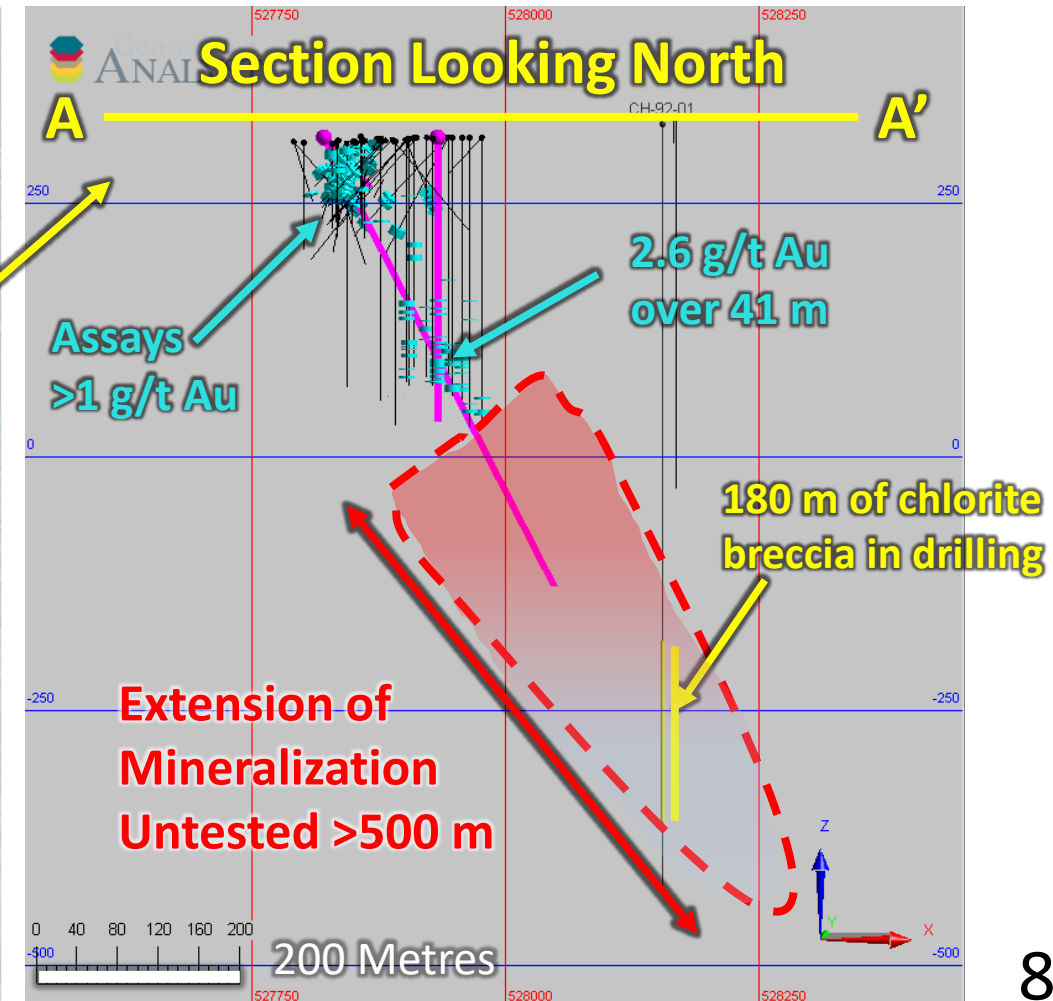 527750
528000
528250
ANAL
Section Looking North
A
A'
CH-92-01
250
250
2.6 g/t Au
over 41 m
Assays
>1 g/t Au
0
0
180 m of chlorite
breccia in drilling
-250
-250
Extension of
Mineralization
Untested >500 m
Z
Y
X
0 40 80 120 160 200
200 Metres
-500
-500
527750
528000
528250
8